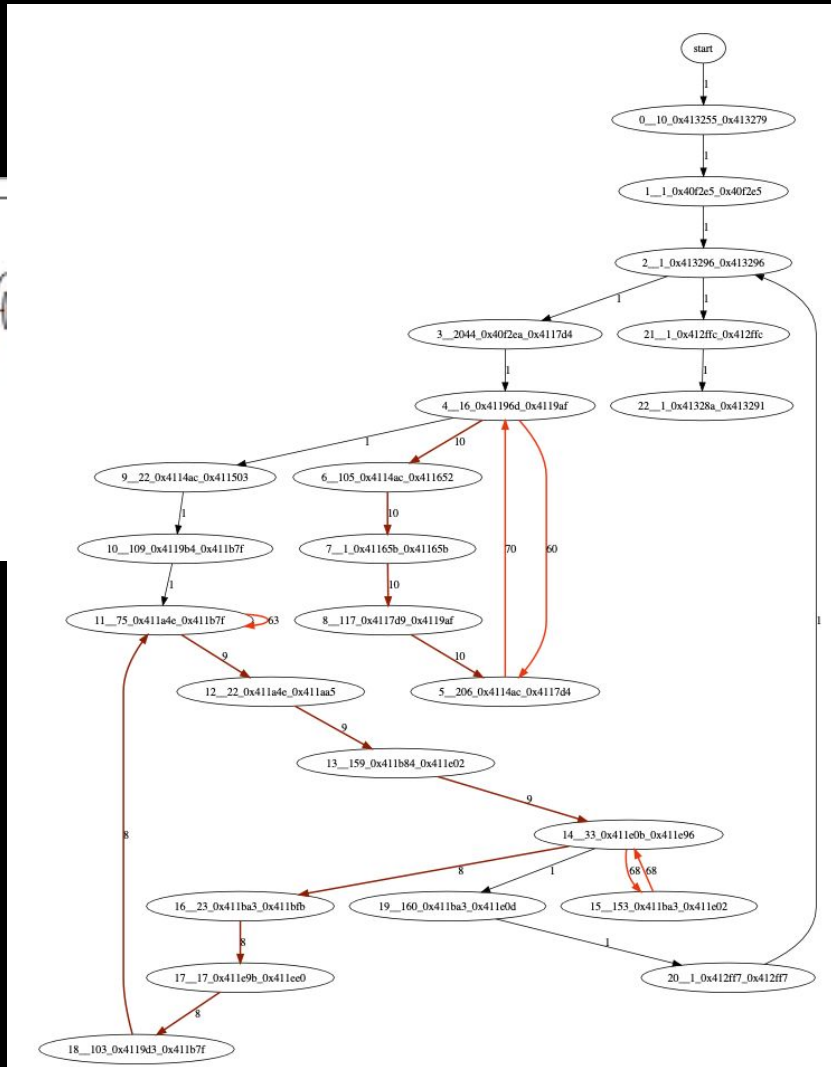 start
1
0__10_0x413255_0x413279
1
1__1_0x40f2e5_0x40f2e5
1
2__1_0x413296_0x413296
1 1
3__2044_0x40f2ea_0x4117d4 21__1_0x412ffc_0x412ffc
1 1
4__16_0x41196d_0x4119af 22__1_0x41328a_0x413291
1 10
9__22_0x4114ac_0x411503 6__105_0x4114ac_0x411652
1 10
10__109_0x4119b4_0x411b7f 7__1_0x41165b_0x41165b 70 60
1 10
11__75_0x411a4e_0x411b7f 63 8__117_0x4117d9_0x4119af 1
9 10
12__22_0x411a4e_0x411aa5 5__206_0x4114ac_0x4117d4
9
13__159_0x411b84_0x411e02
9
14__33_0x411e0b_0x411e96
8 8 1 68 68
16__23_0x411ba3_0x411bfb 19__160_0x411ba3_0x411e0d 15__153_0x411ba3_0x411e02
8 1
17__17_0x411e9b_0x411ee0 20__1_0x412ff7_0x412ff7
8
18__103_0x4119d3_0x411b7f